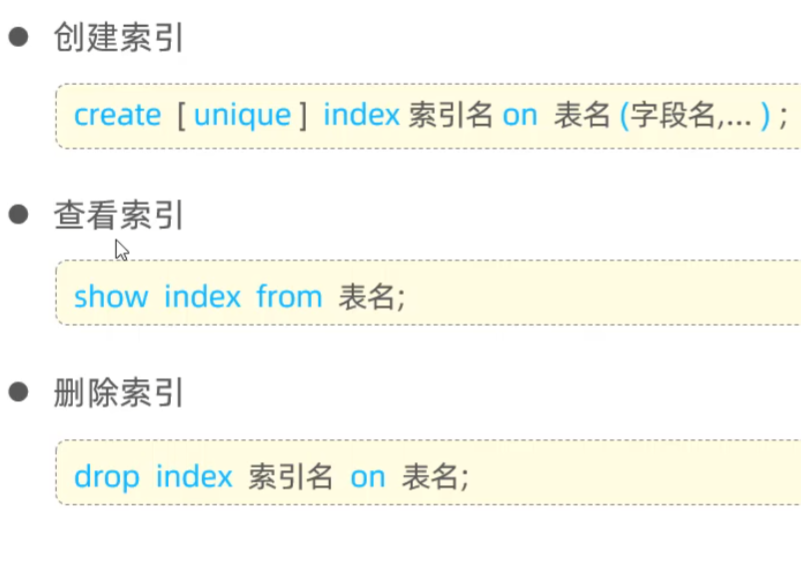 创建索引
create [ unique ] index 索引名 on 表名 (字段名,... ) ;
查看索引
show index from 表名;
删除索引
drop index 索引名 on 表名;